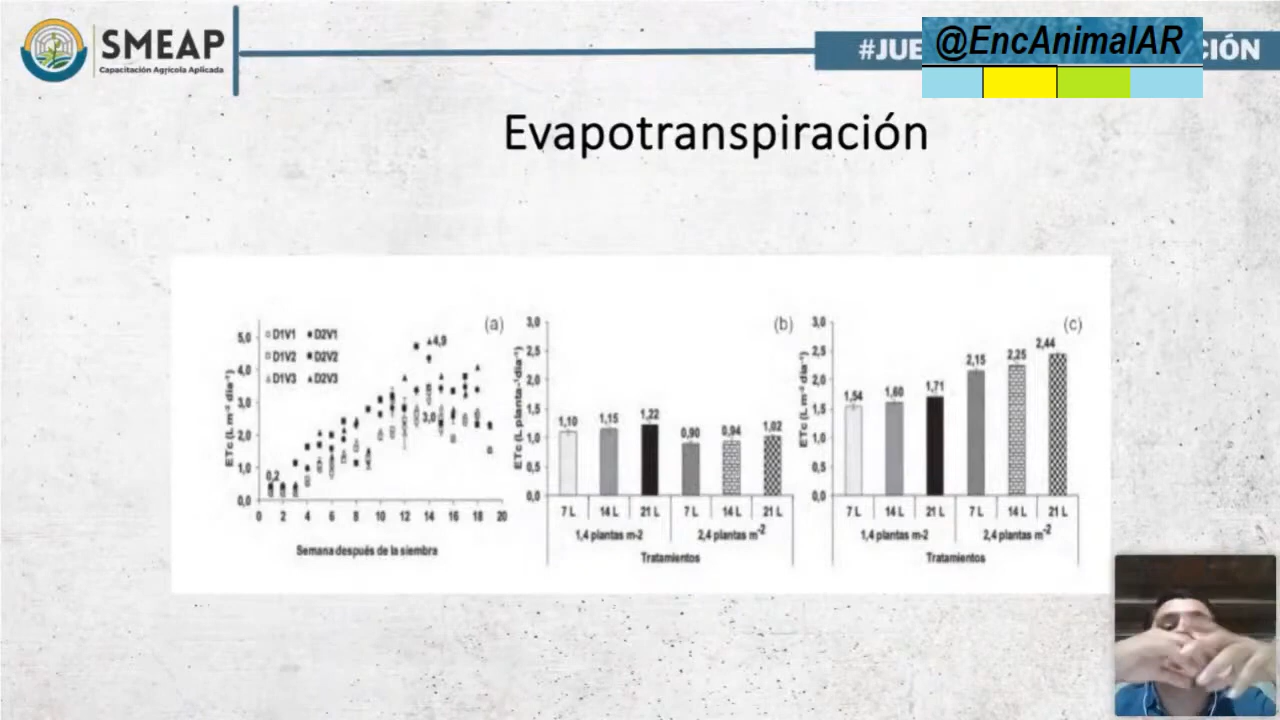 SMEAP
Capacitación Agrícola Aplicada
#JUE
CIÓN
@EncAnimalAR
Evapotranspiración
(a)
D1V1 D2V1
D1V2 D2V2
D1V3 D2V3
ETc (L m⁻² día⁻¹)
5,0
4,0
3,0
2,0
1,0
0,0
4,9
3,0
0,2
0 2 4 6 8 10 12 14 16 18 20
Semana después de la siembra
(b)
ETc (L planta⁻¹ día⁻¹)
3,0
2,5
2,0
1,5
1,0
0,5
0,0
1,10 1,15 1,22 0,90 0,94 1,02
7 L 14 L 21 L 7 L 14 L 21 L
1,4 plantas m-2 2,4 plantas m⁻²
Tratamientos
(c)
ETc (L m⁻² día⁻¹)
3,0
2,5
2,0
1,5
1,0
0,5
0,0
1,54 1,60 1,71 2,15 2,25 2,44
7 L 14 L 21 L 7 L 14 L 21 L
1,4 plantas m-2 2,4 plantas m⁻²
Tratamientos